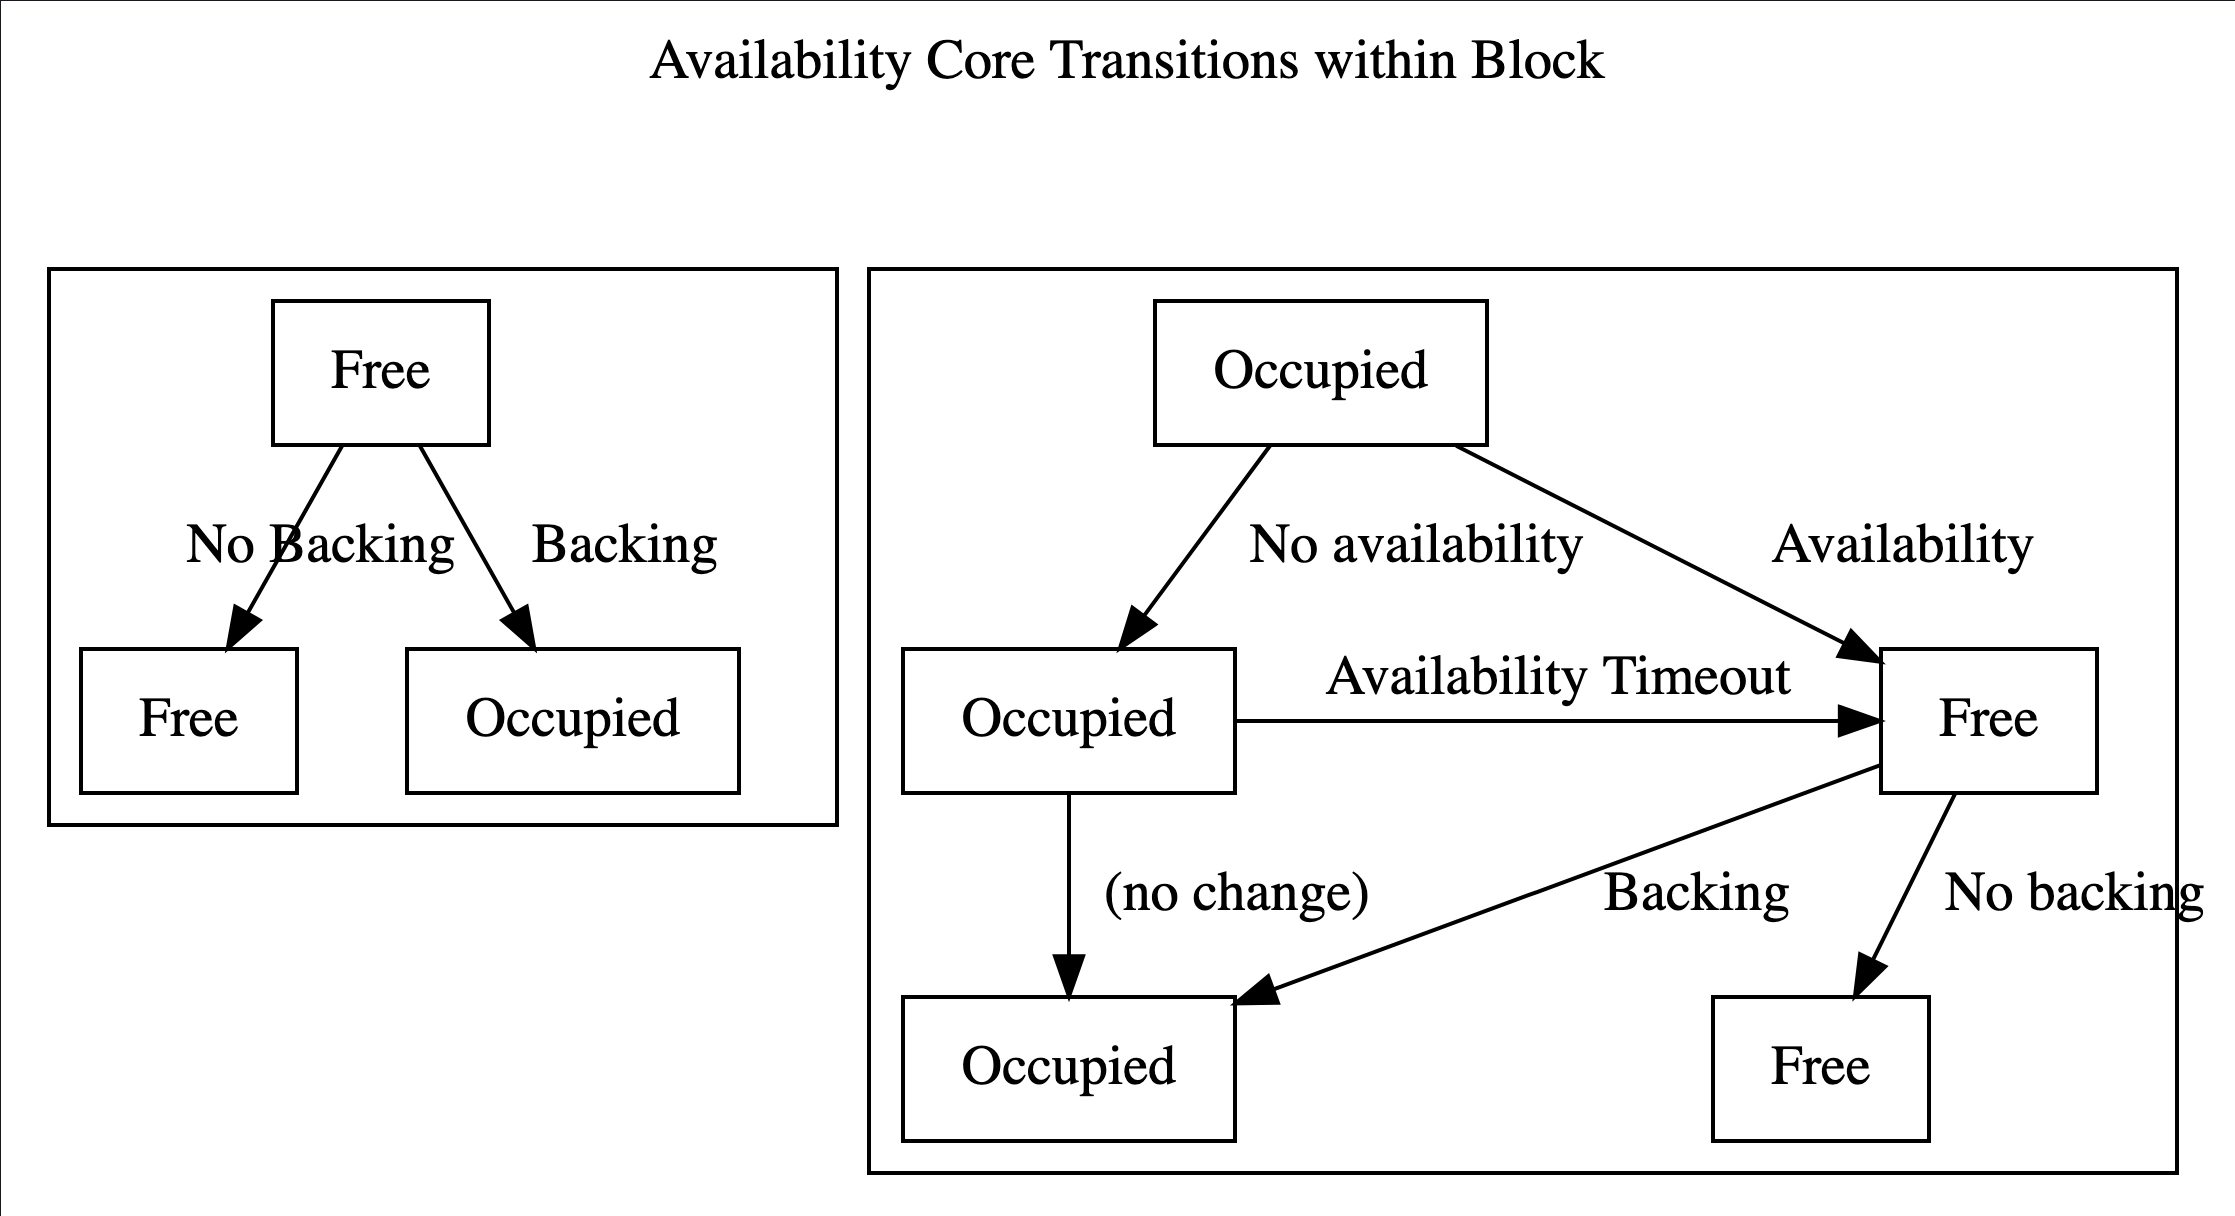 Availability Core Transitions within Block
Free
No Backing
Backing
Free
Occupied
Occupied
No availability
Availability
Occupied
Availability Timeout
Free
(no change)
Backing
No backing
Occupied
Free